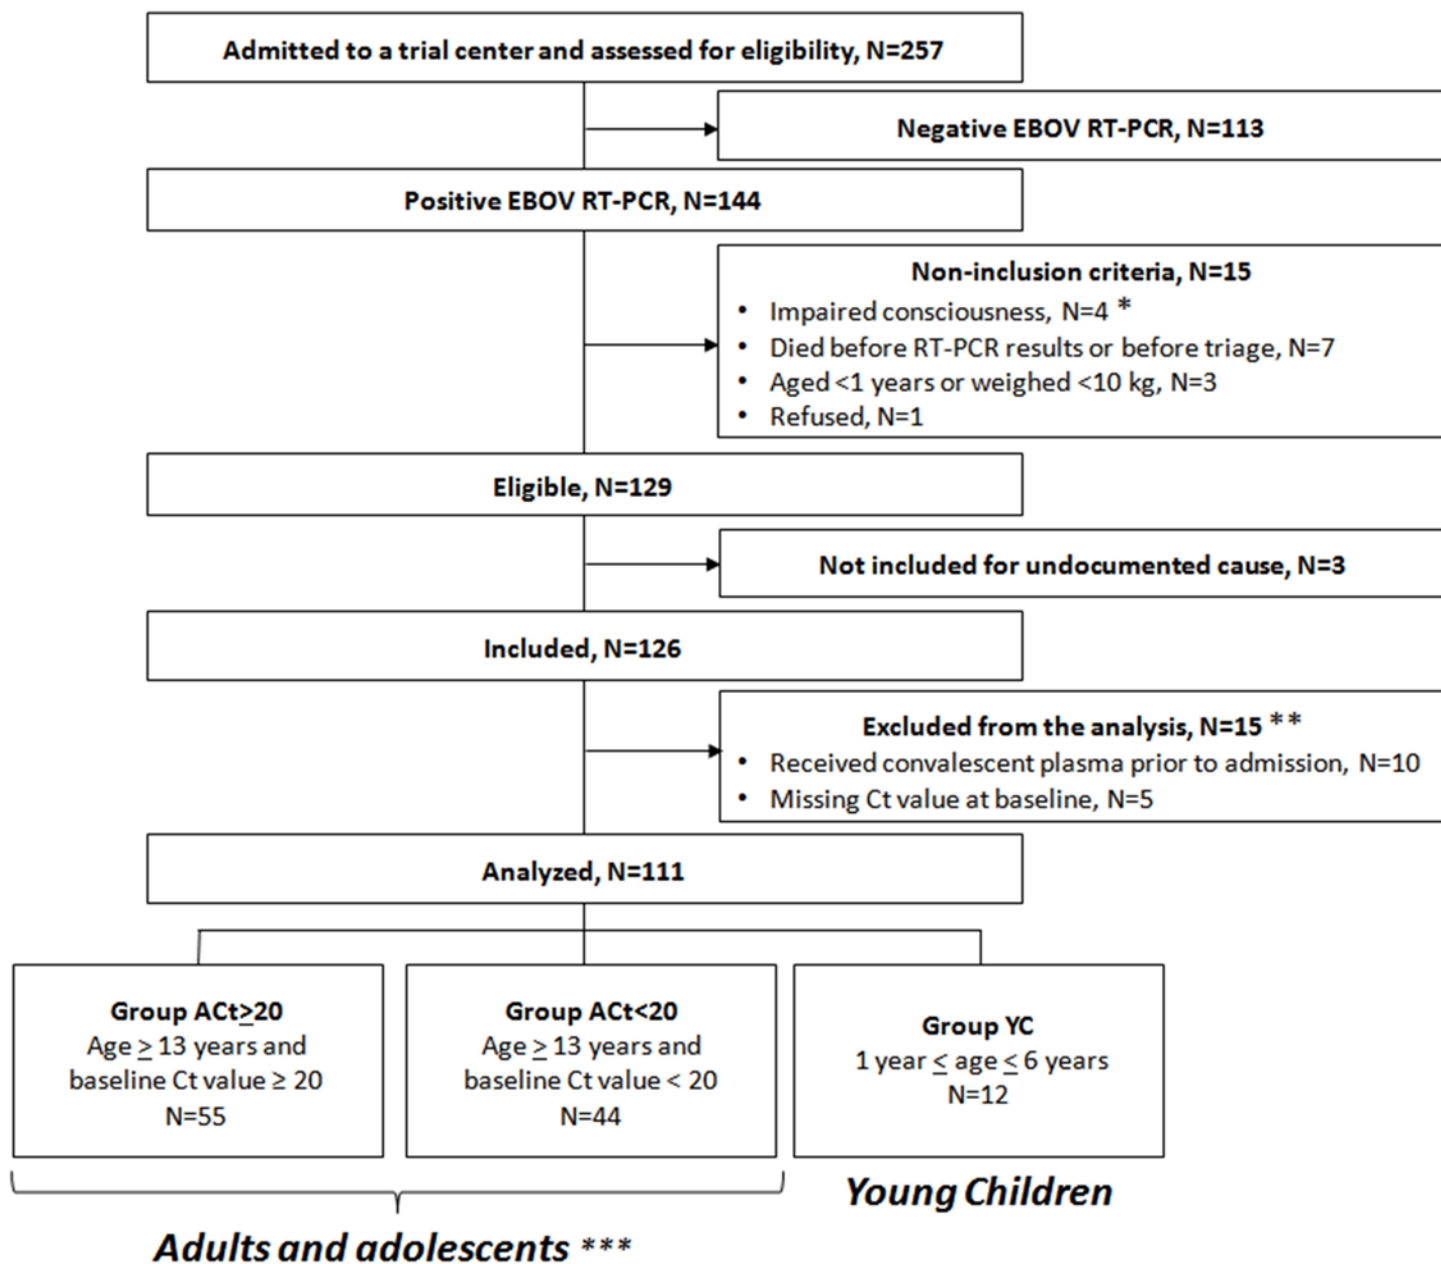 Admitted to a trial center and assessed for eligibility, N=257
Negative EBOV RT-PCR, N=113
Positive EBOV RT-PCR, N=144
Non-inclusion criteria, N=15
• Impaired consciousness, N=4 *
• Died before RT-PCR results or before triage, N=7
• Aged <1 years or weighed <10 kg, N=3
• Refused, N=1
Eligible, N=129
Not included for undocumented cause, N=3
Included, N=126
Excluded from the analysis, N=15 **
• Received convalescent plasma prior to admission, N=10
• Missing Ct value at baseline, N=5
Analyzed, N=111
Group ACt≥20
Age ≥ 13 years and
baseline Ct value ≥ 20
N=55
Group ACt<20
Age ≥ 13 years and
baseline Ct value < 20
N=44
Group YC
1 year ≤ age ≤ 6 years
N=12
Young Children
Adults and adolescents ***